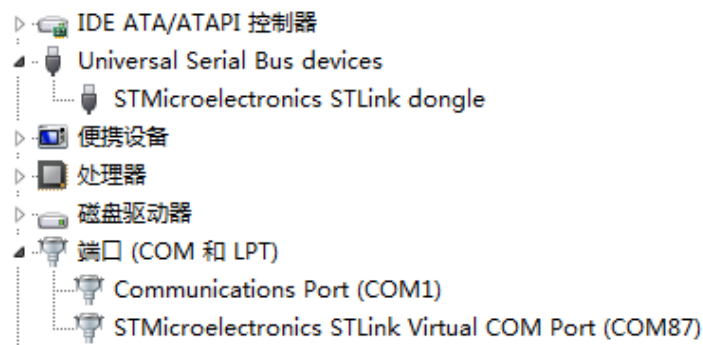 IDE ATA/ATAPI 控制器
Universal Serial Bus devices
STMicroelectronics STLink dongle
便携设备
处理器
磁盘驱动器
端口 (COM 和 LPT)
Communications Port (COM1)
STMicroelectronics STLink Virtual COM Port (COM87)